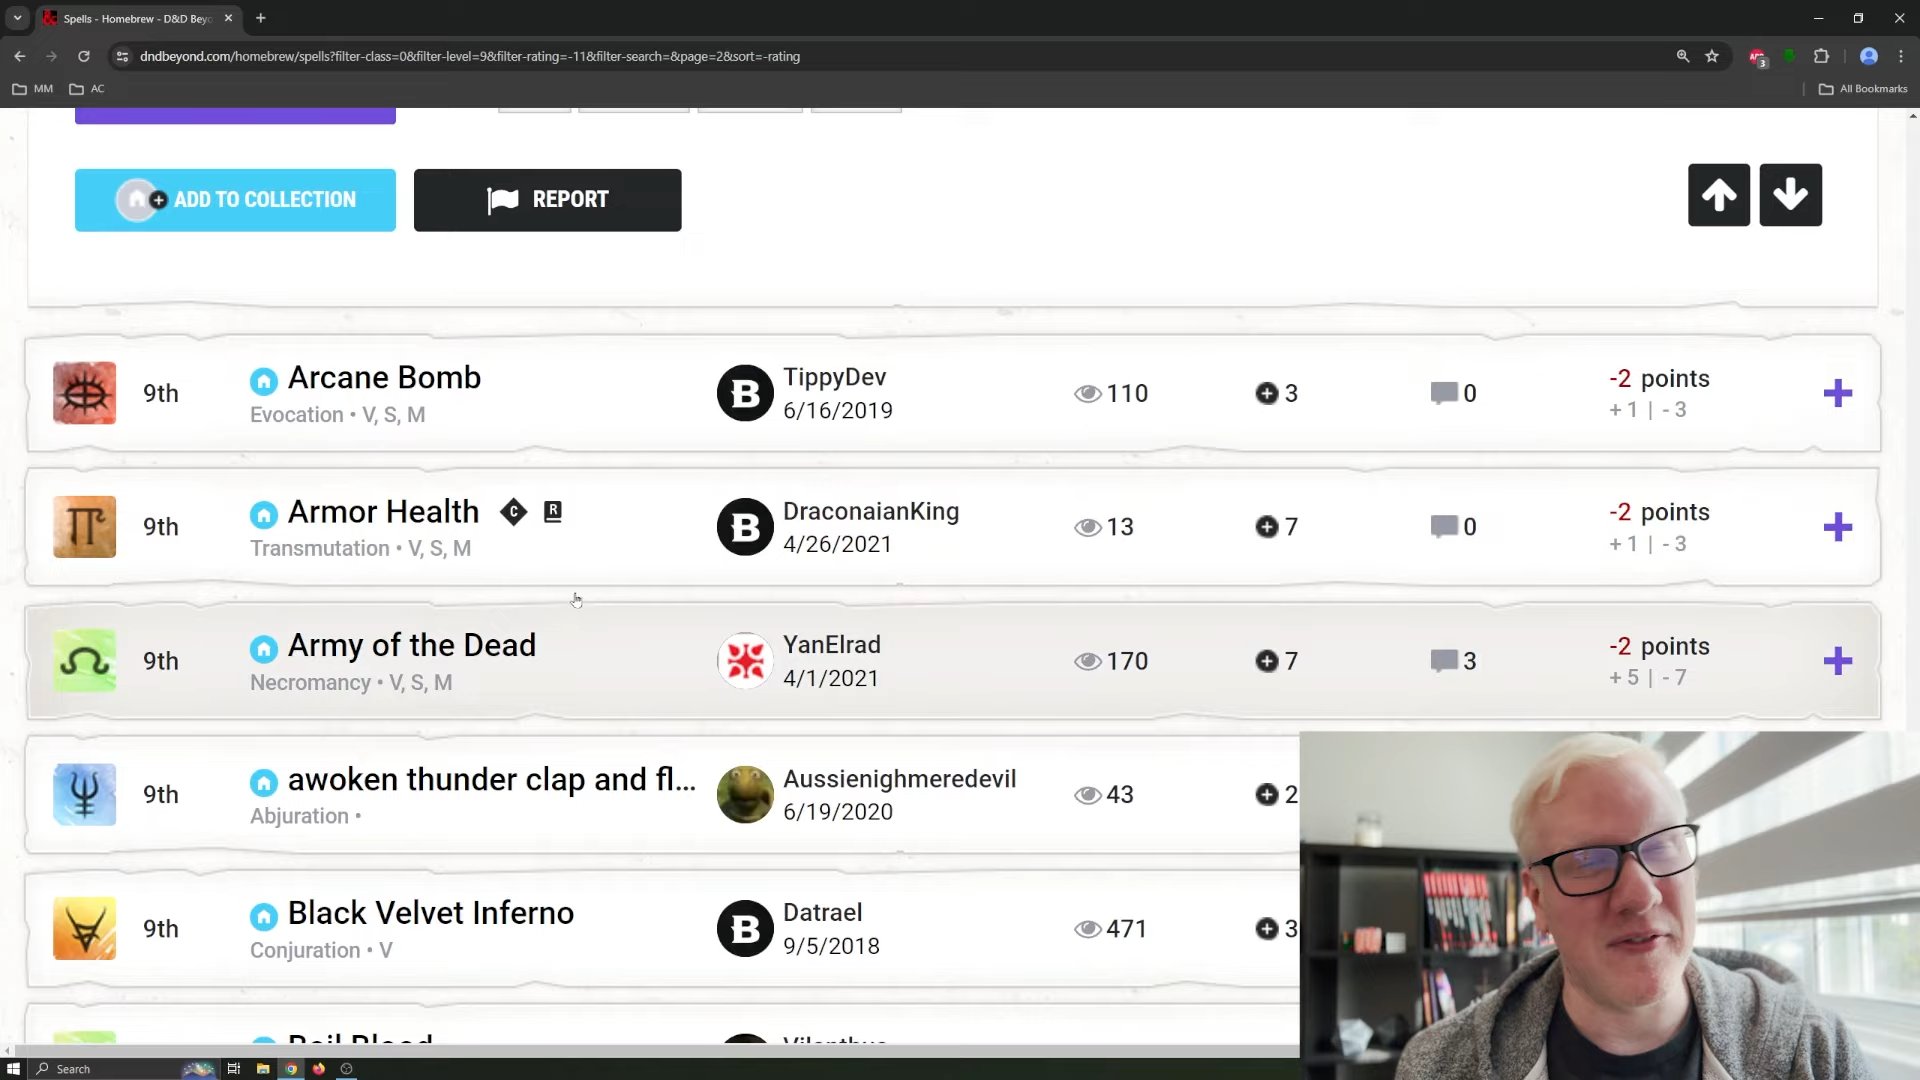 Spells - Homebrew - D&D Bey
dndbeyond.com/homebrew/spells?filter-class=0&filter-level=9&filter-rating=-11&filter-search=&page=2&sort=-rating
3
MM
AC
All Bookmarks
ADD TO COLLECTION
REPORT
9th
Arcane Bomb
Evocation • V, S, M
TippyDev
6/16/2019
110
3
0
-2 points
+ 1 | - 3
9th
Armor Health
C
R
Transmutation • V, S, M
DraconaianKing
4/26/2021
13
7
0
-2 points
+ 1 | - 3
9th
Army of the Dead
Necromancy • V, S, M
YanElrad
4/1/2021
170
7
3
-2 points
+ 5 | - 7
9th
awoken thunder clap and fl...
Abjuration •
Aussienighmeredevil
6/19/2020
43
2
9th
Black Velvet Inferno
Conjuration • V
Datrael
9/5/2018
471
3
Boil Blood
Search